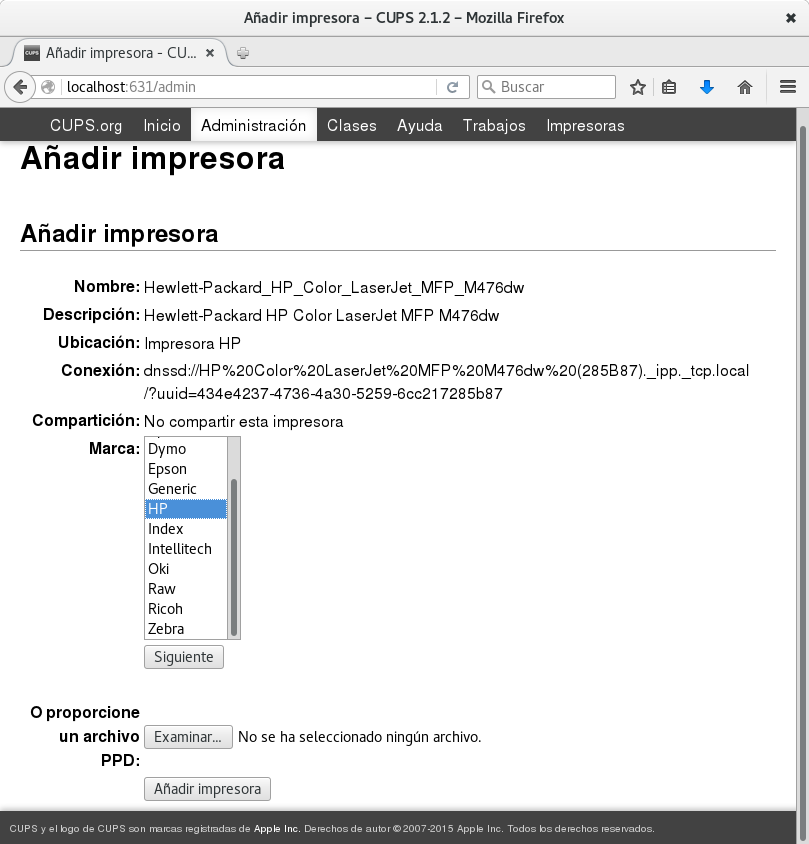 Añadir impresora – CUPS 2.1.2 – Mozilla Firefox
CUPS Añadir impresora - CU...
localhost:631/admin Buscar
CUPS.org Inicio Administración Clases Ayuda Trabajos Impresoras
Añadir impresora
Añadir impresora
Nombre: Hewlett-Packard_HP_Color_LaserJet_MFP_M476dw
Descripción: Hewlett-Packard HP Color LaserJet MFP M476dw
Ubicación: Impresora HP
Conexión: dnssd://HP%20Color%20LaserJet%20MFP%20M476dw%20(285B87)._ipp._tcp.local
/?uuid=434e4237-4736-4a30-5259-6cc217285b87
Compartición: No compartir esta impresora
Marca:
Dymo
Epson
Generic
HP
Index
Intellitech
Oki
Raw
Ricoh
Zebra
Siguiente
O proporcione
un archivo Examinar... No se ha seleccionado ningún archivo.
PPD:
Añadir impresora
CUPS y el logo de CUPS son marcas registradas de Apple Inc. Derechos de autor © 2007-2015 Apple Inc. Todos los derechos reservados.